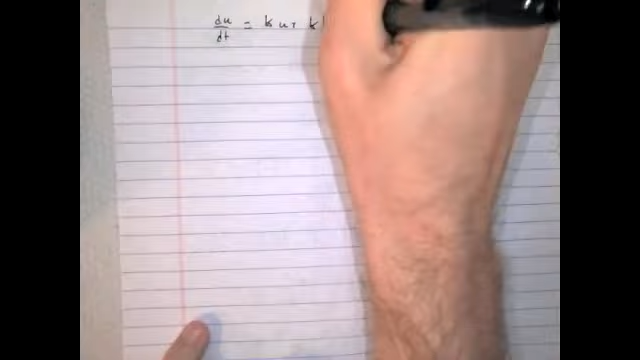 du/dt = ku + k